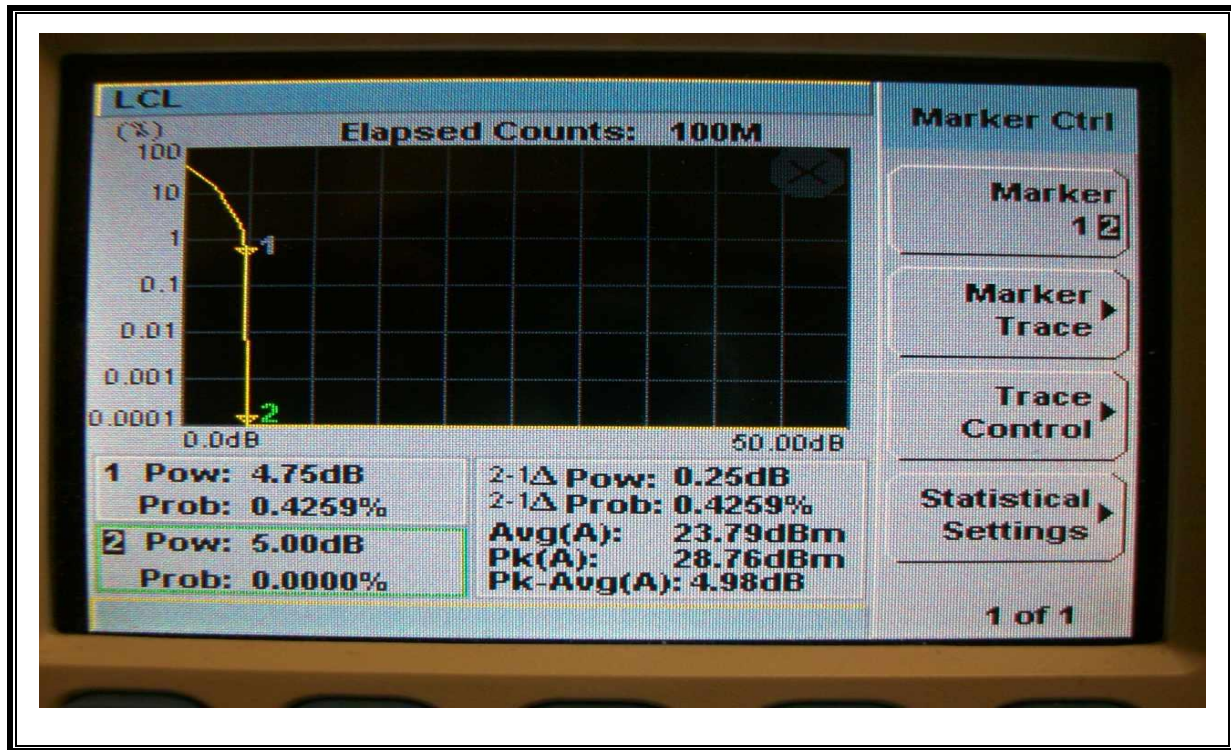 LCL
(%)
Elapsed Counts: 100M
100
10
1
0.1
0.01
0.001
0.0001
1
2
0.0dB
50.00dB
1 Pow: 4.75dB
Prob: 0.4259%
2 Pow: 5.00dB
Prob: 0.0000%
2-1Δ Pow: 0.25dB
2-1Δ Prob: 0.4259%
Avg(A): 23.79dBm
Pk(A): 28.76dBm
Pk-Avg(A): 4.98dB
Marker Ctrl
Marker
1 2
Marker
Trace
Trace
Control
Statistical
Settings
1 of 1